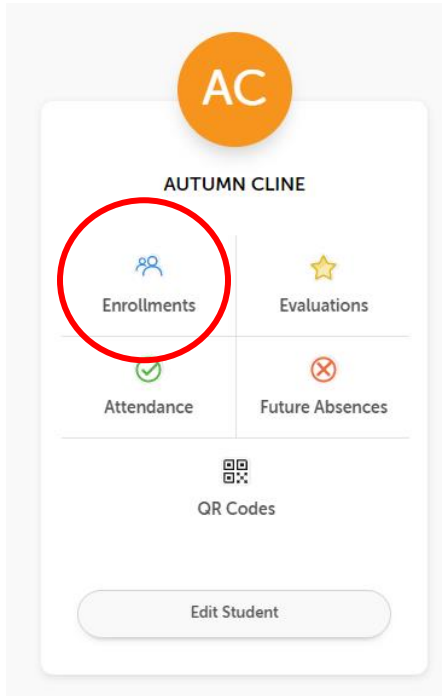 AC
AUTUMN CLINE
Enrollments Evaluations
Attendance Future Absences
QR Codes
Edit Student